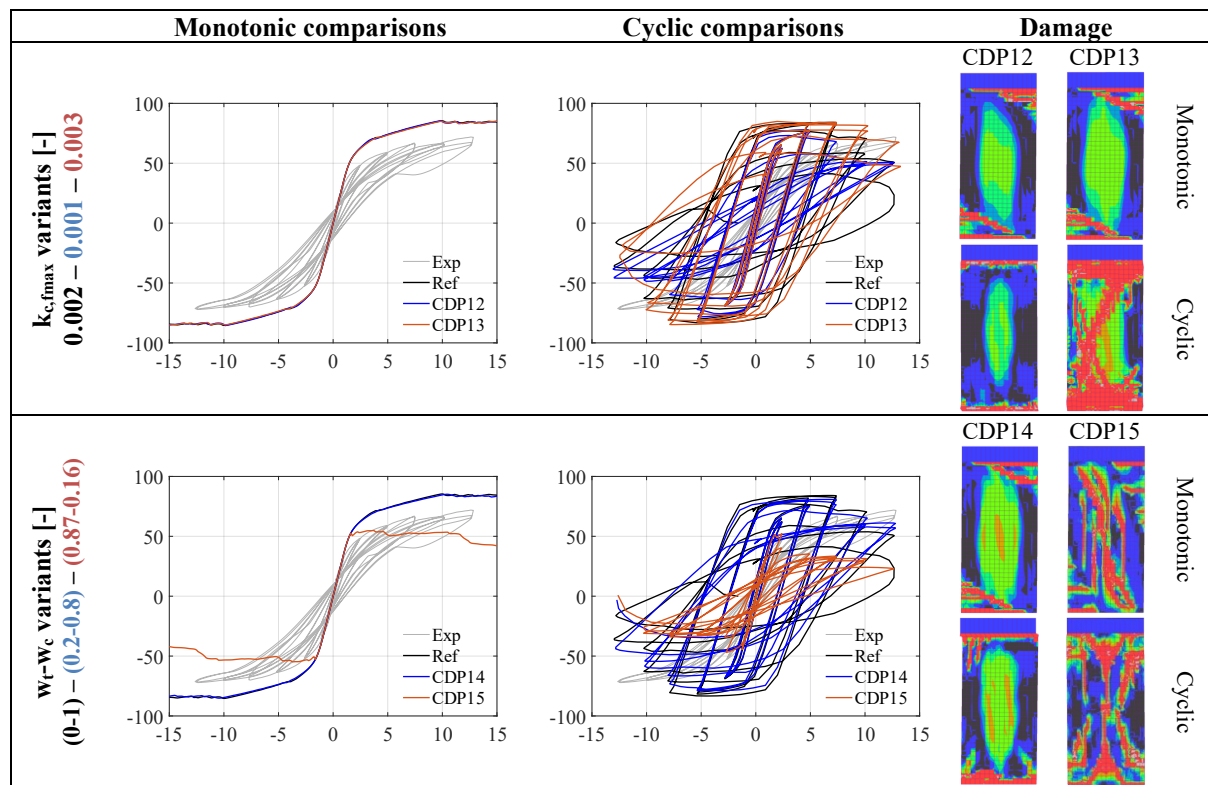 Monotonic comparisons Cyclic comparisons Damage
k_c,fmax variants [-]
0.002 – 0.001 – 0.003
100
50
0
-50
-100
-15 -10 -5 0 5 10 15
Exp
Ref
CDP12
CDP13
100
50
0
-50
-100
-15 -10 -5 0 5 10 15
Exp
Ref
CDP12
CDP13
CDP12 CDP13
Monotonic
Cyclic
w_t-w_c variants [-]
(0-1) – (0.2-0.8) – (0.87-0.16)
100
50
0
-50
-100
-15 -10 -5 0 5 10 15
Exp
Ref
CDP14
CDP15
100
50
0
-50
-100
-15 -10 -5 0 5 10 15
Exp
Ref
CDP14
CDP15
CDP14 CDP15
Monotonic
Cyclic